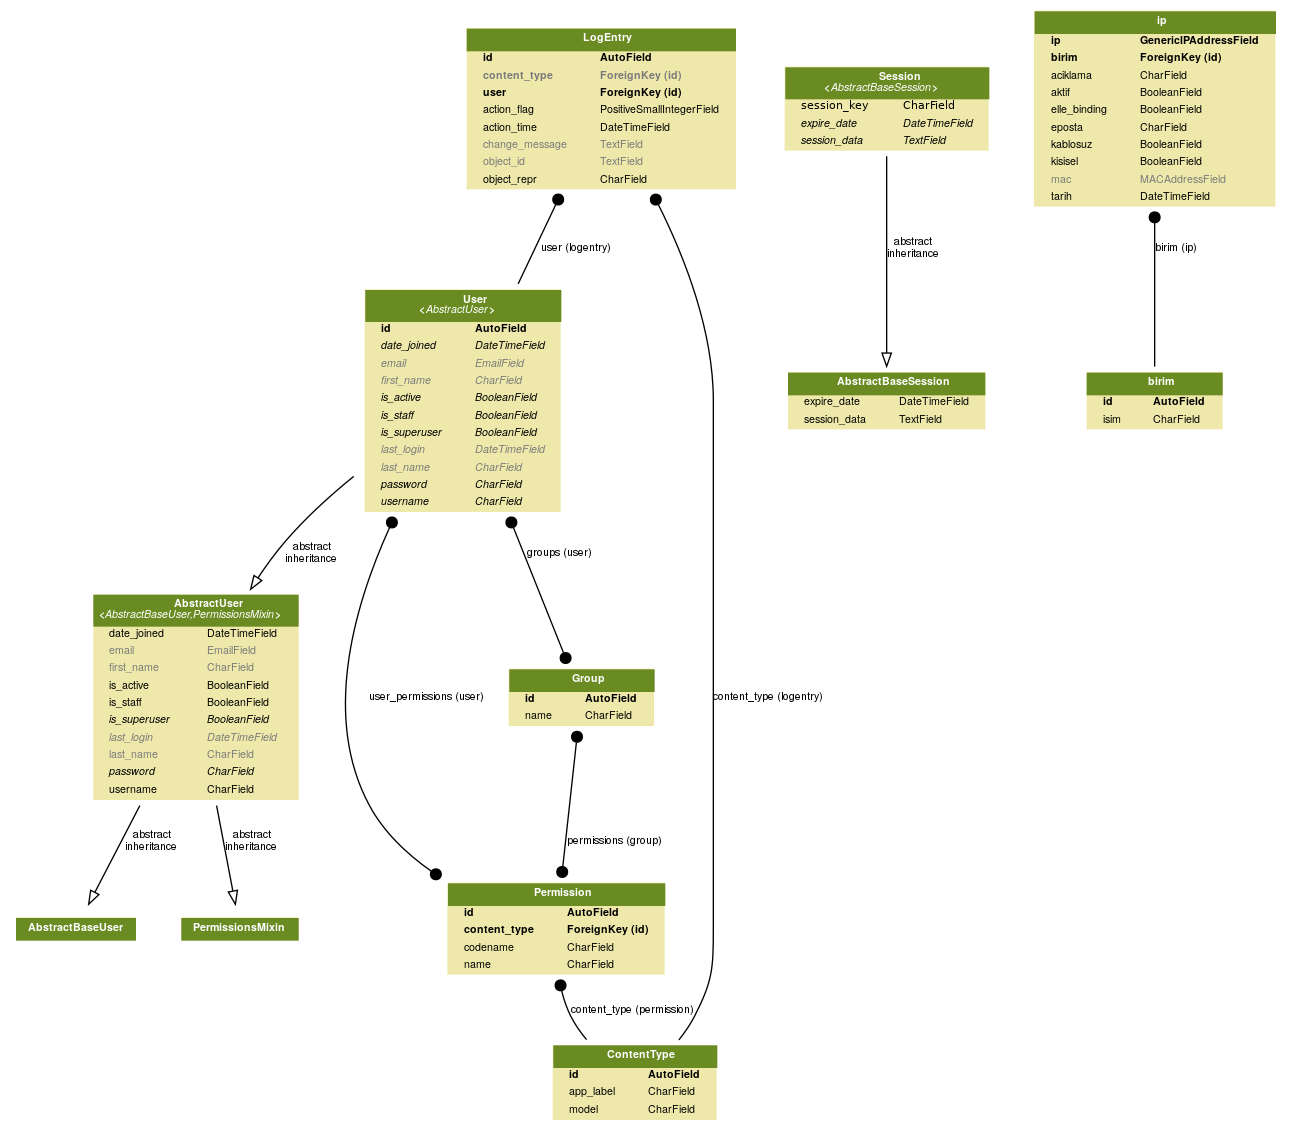 LogEntry
id AutoField
content_type ForeignKey (id)
user ForeignKey (id)
action_flag PositiveSmallIntegerField
action_time DateTimeField
change_message TextField
object_id TextField
object_repr CharField
Session
<AbstractBaseSession>
session_key CharField
expire_date DateTimeField
session_data TextField
ip
ip GenericIPAddressField
birim ForeignKey (id)
aciklama CharField
aktif BooleanField
elle_binding BooleanField
eposta CharField
kablosuz BooleanField
kisisel BooleanField
mac MACAddressField
tarih DateTimeField
user (logentry)
abstract
inheritance
birim (ip)
User
<AbstractUser>
id AutoField
date_joined DateTimeField
email EmailField
first_name CharField
is_active BooleanField
is_staff BooleanField
is_superuser BooleanField
last_login DateTimeField
last_name CharField
password CharField
username CharField
AbstractBaseSession
expire_date DateTimeField
session_data TextField
birim
id AutoField
isim CharField
abstract
inheritance
groups (user)
AbstractUser
<AbstractBaseUser,PermissionsMixin>
date_joined DateTimeField
email EmailField
first_name CharField
is_active BooleanField
is_staff BooleanField
is_superuser BooleanField
last_login DateTimeField
last_name CharField
password CharField
username CharField
user_permissions (user)
Group
id AutoField
name CharField
content_type (logentry)
abstract
inheritance
abstract
inheritance
permissions (group)
AbstractBaseUser
PermissionsMixin
Permission
id AutoField
content_type ForeignKey (id)
codename CharField
name CharField
content_type (permission)
ContentType
id AutoField
app_label CharField
model CharField